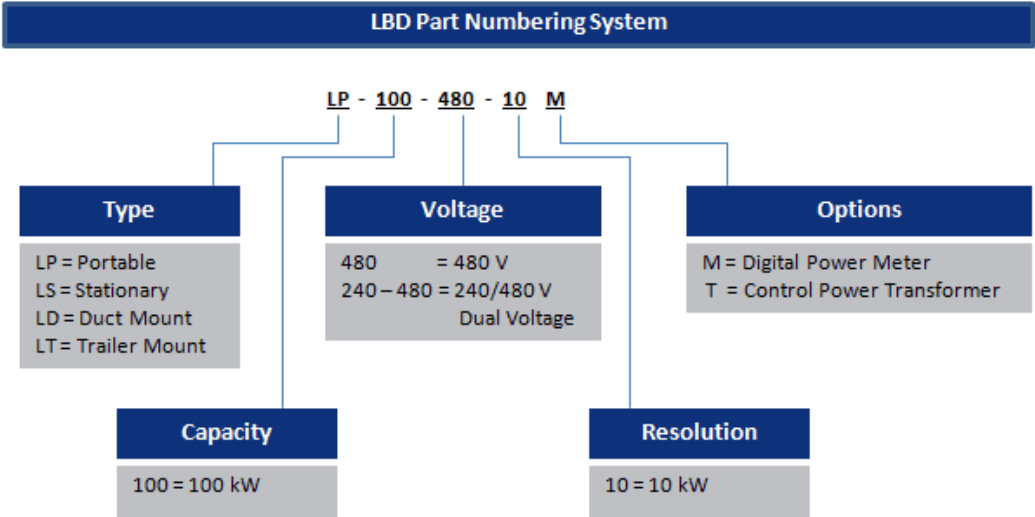 LBD Part Numbering System
LP - 100 - 480 - 10 M
Type
LP = Portable
LS = Stationary
LD = Duct Mount
LT = Trailer Mount
Voltage
480 = 480 V
240 – 480 = 240/480 V
Dual Voltage
Options
M = Digital Power Meter
T = Control Power Transformer
Capacity
100 = 100 kW
Resolution
10 = 10 kW